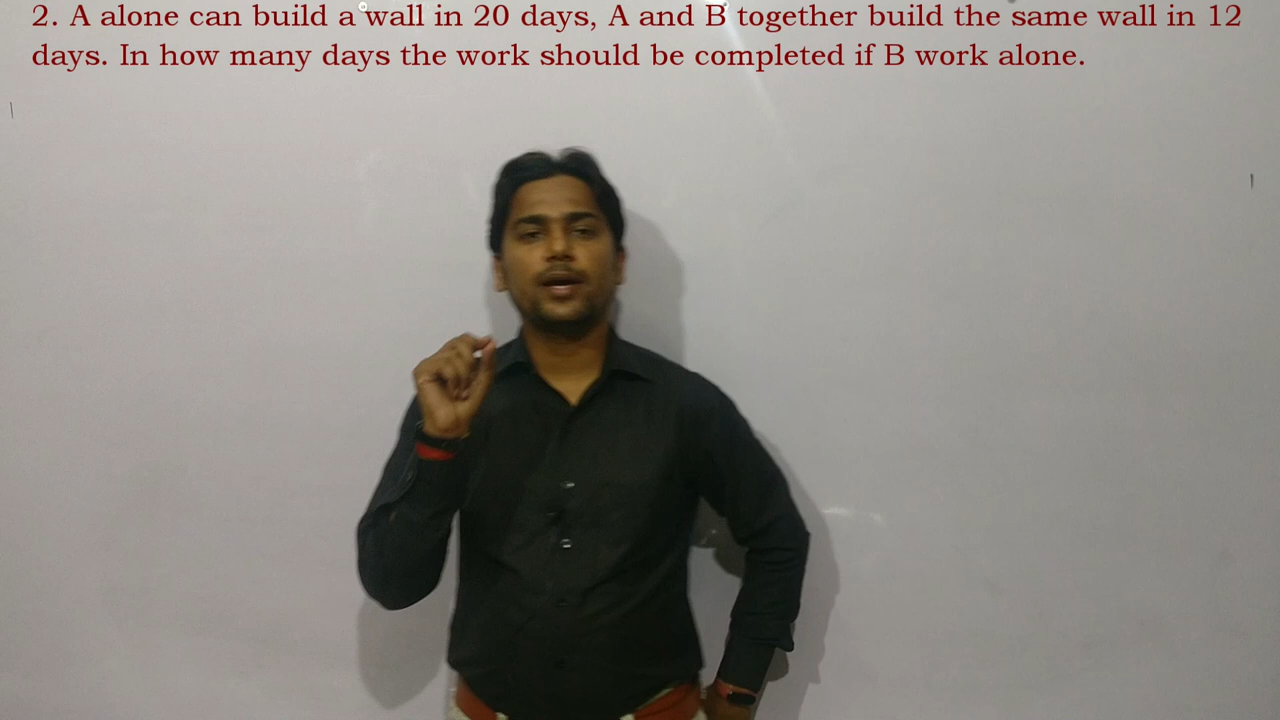 2. A alone can build a wall in 20 days, A and B together build the same wall in 12
days. In how many days the work should be completed if B work alone.